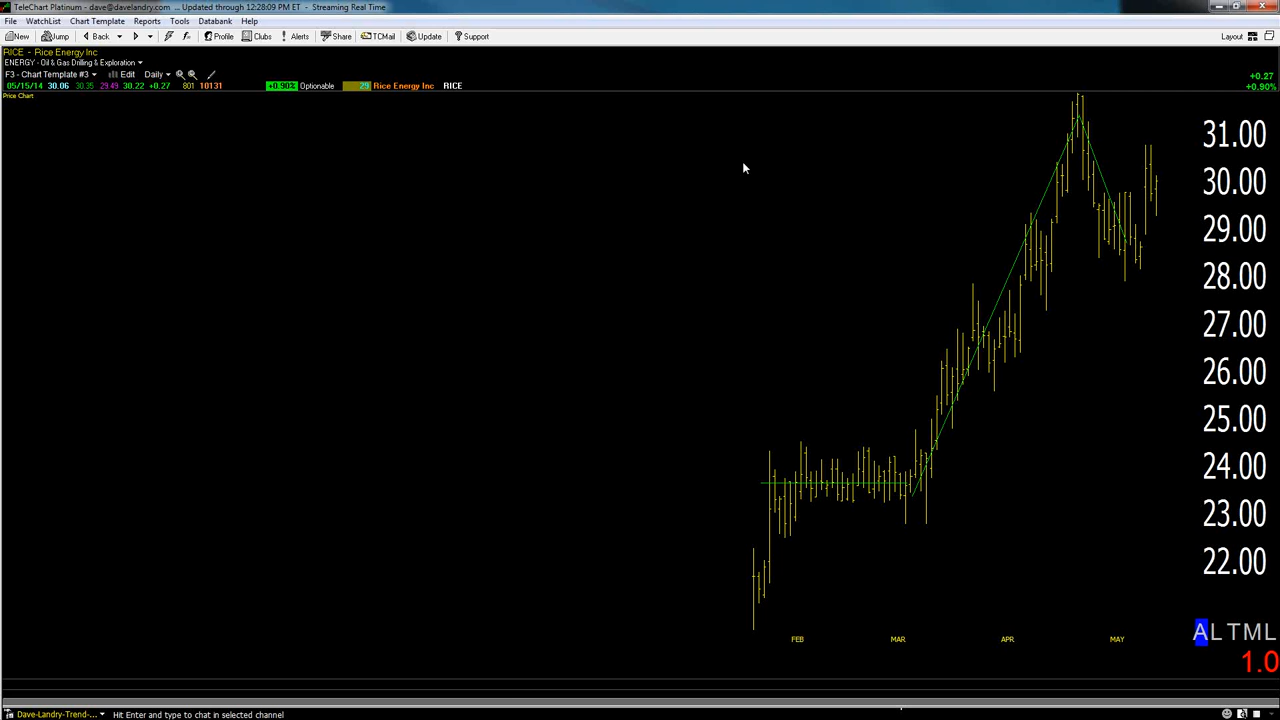 TeleChart Platinum - dave@davelandry.com ... Updated through 12:28:09 PM ET - Streaming Real Time
File WatchList Chart Template Reports Tools Databank Help
New Jump Back Profile Clubs Alerts Share TCMail Update Support Layout
RICE - Rice Energy Inc
ENERGY - Oil & Gas Drilling & Exploration
F3 - Chart Template #3 Edit Daily
+0.27
05/15/14 30.06 30.35 29.49 30.22 +0.27 801 10131 +0.90% Optionable 29 Rice Energy Inc RICE +0.90%
Price Chart
31.00
30.00
29.00
28.00
27.00
26.00
25.00
24.00
23.00
22.00
ALTML
FEB MAR APR MAY
1.0
Dave-Landry-Trend-... Hit Enter and type to chat in selected channel